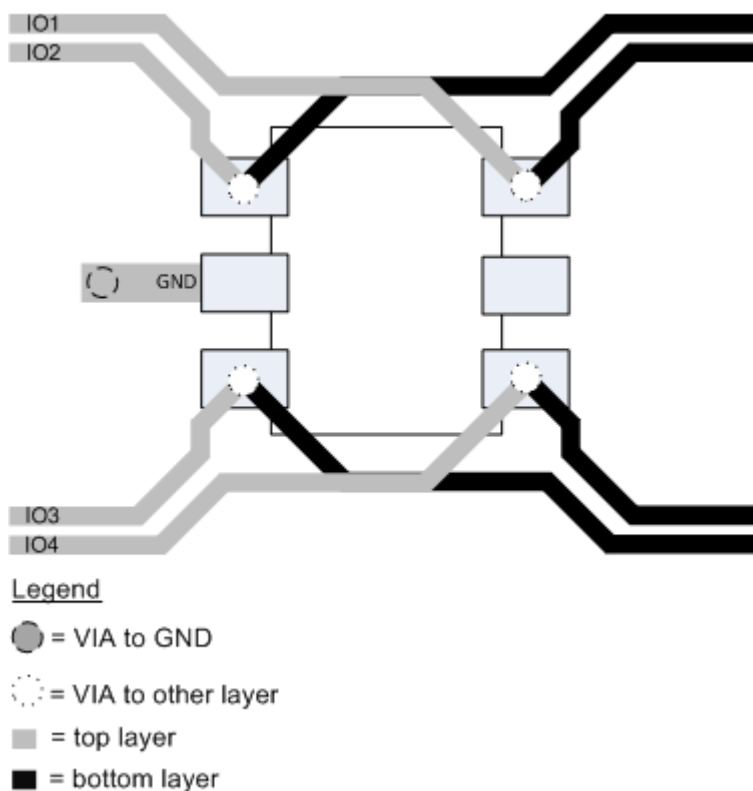 IO1
IO2
GND
IO3
IO4
Legend
= VIA to GND
= VIA to other layer
= top layer
= bottom layer